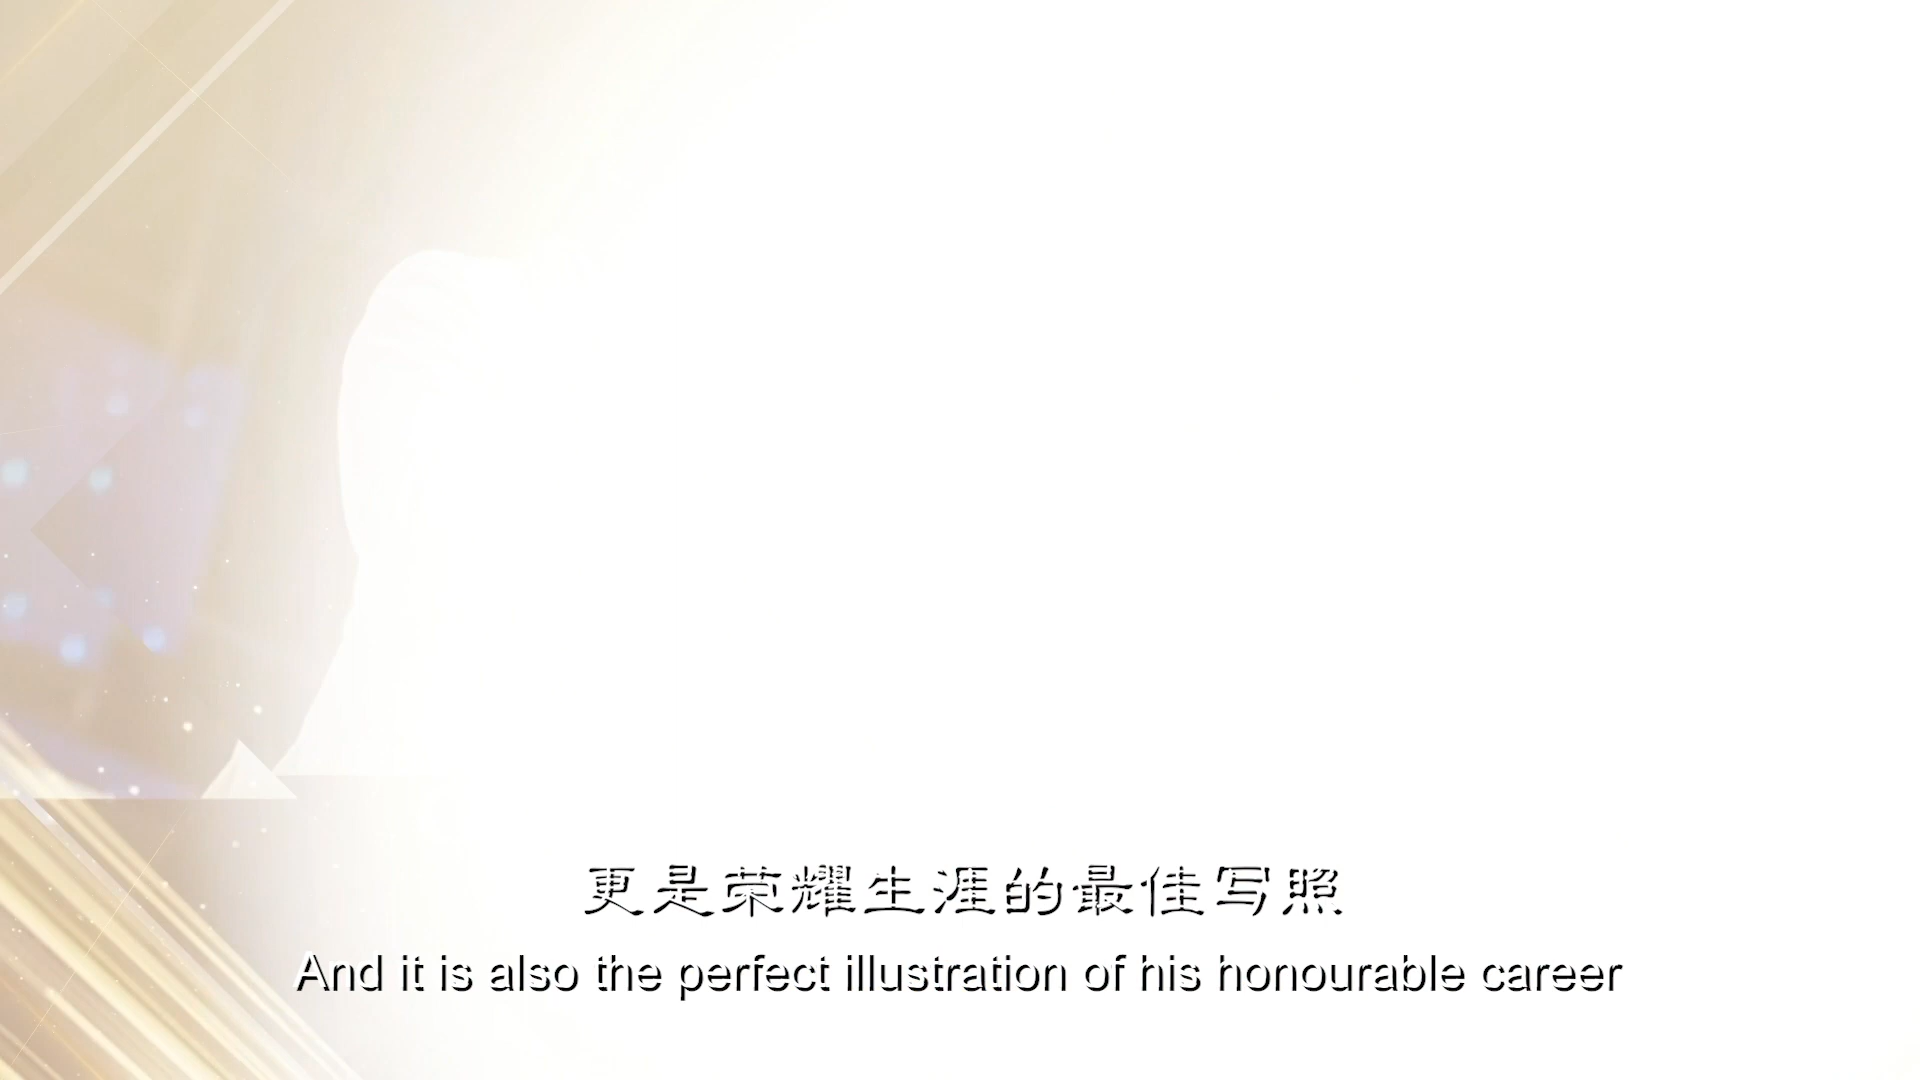 更是荣耀生涯的最佳写照
And it is also the perfect illustration of his honourable career